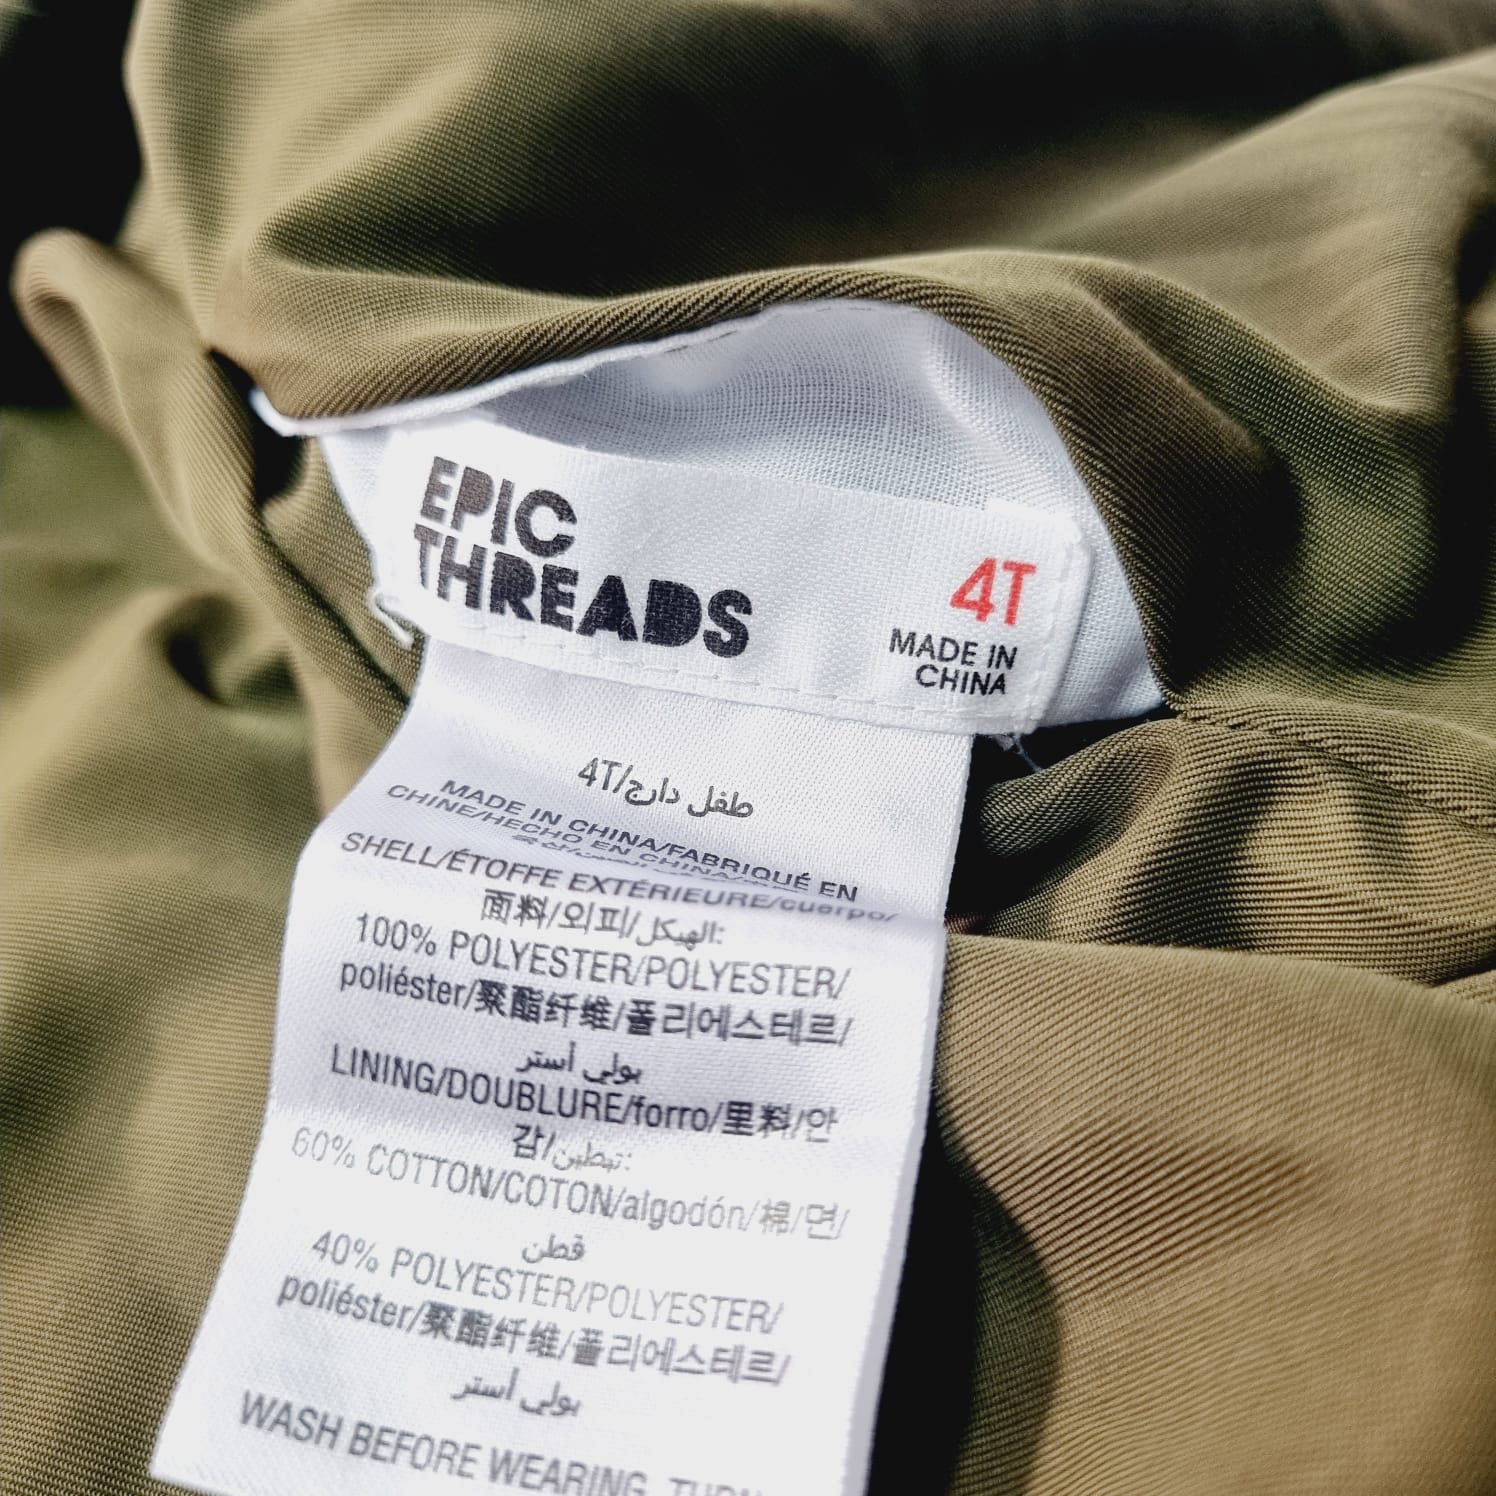 EPIC
THREADS
4T
MADE IN
CHINA
4T/طفل دارج
MADE IN CHINA/FABRIQUÉ EN
CHINE/HECHO EN CHINA/
SHELL/ÉTOFFE EXTÉRIEURE/cuerpo/
面料/외피/الهيكل:
100% POLYESTER/POLYESTER/
poliéster/聚酯纤维/폴리에스테르/
بولي أستر
LINING/DOUBLURE/forro/里料/안
감/تبطين:
60% COTTON/COTON/algodón/棉/면/
قطن
40% POLYESTER/POLYESTER/
poliéster/聚酯纤维/폴리에스테르/
بولي أستر
WASH BEFORE WEARING, TURN